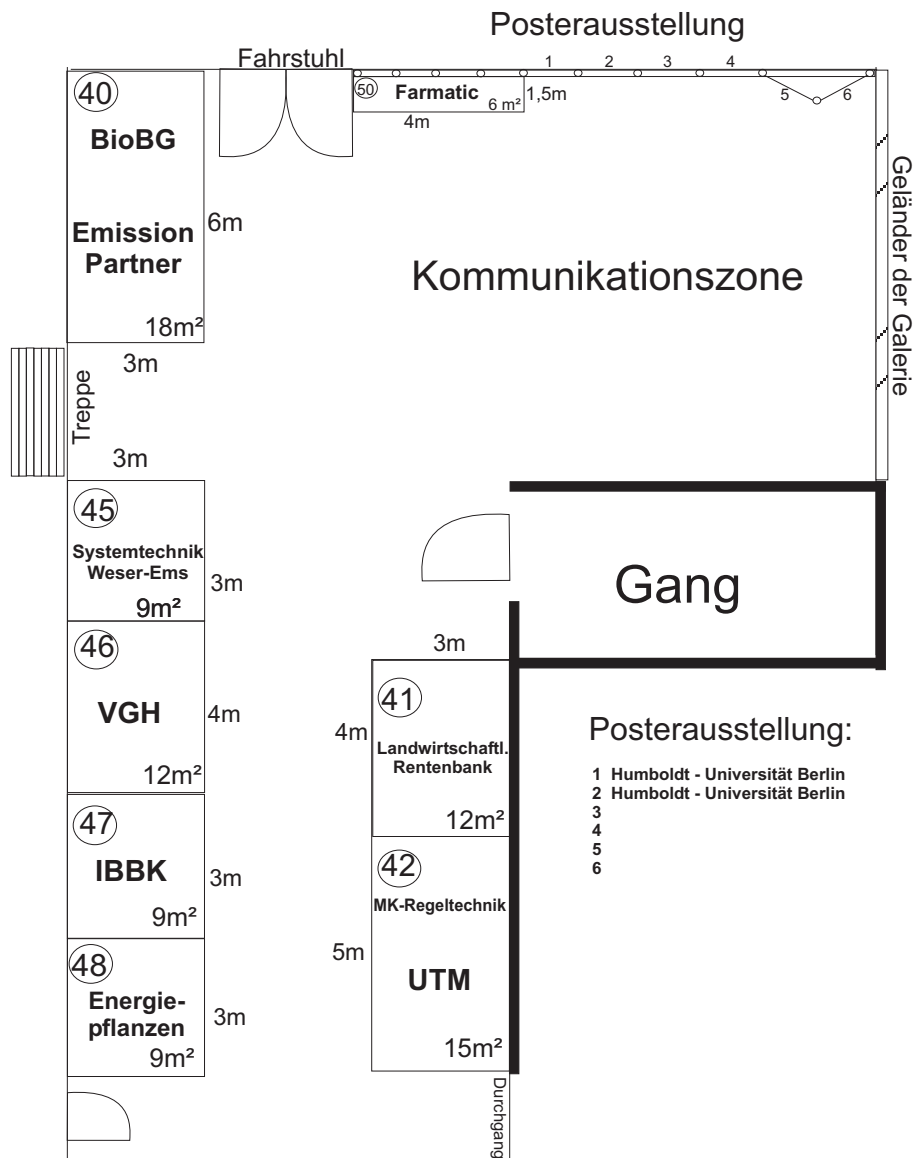 Posterausstellung
Fahrstuhl
1 2 3 4
5 6
40
BioBG
Emission
Partner
18m²
6m
3m
50
Farmatic
6 m²
1,5m
4m
Kommunikationszone
Geländer der Galerie
Treppe
3m
45
Systemtechnik
Weser-Ems
9m²
3m
Gang
46
VGH
12m²
4m
3m
41
4m
Landwirtschaftl.
Rentenbank
12m²
Posterausstellung:
1 Humboldt - Universität Berlin
2 Humboldt - Universität Berlin
3
4
5
6
47
IBBK
9m²
3m
42
MK-Regeltechnik
5m
UTM
15m²
48
Energie-
pflanzen
9m²
3m
Durchgang